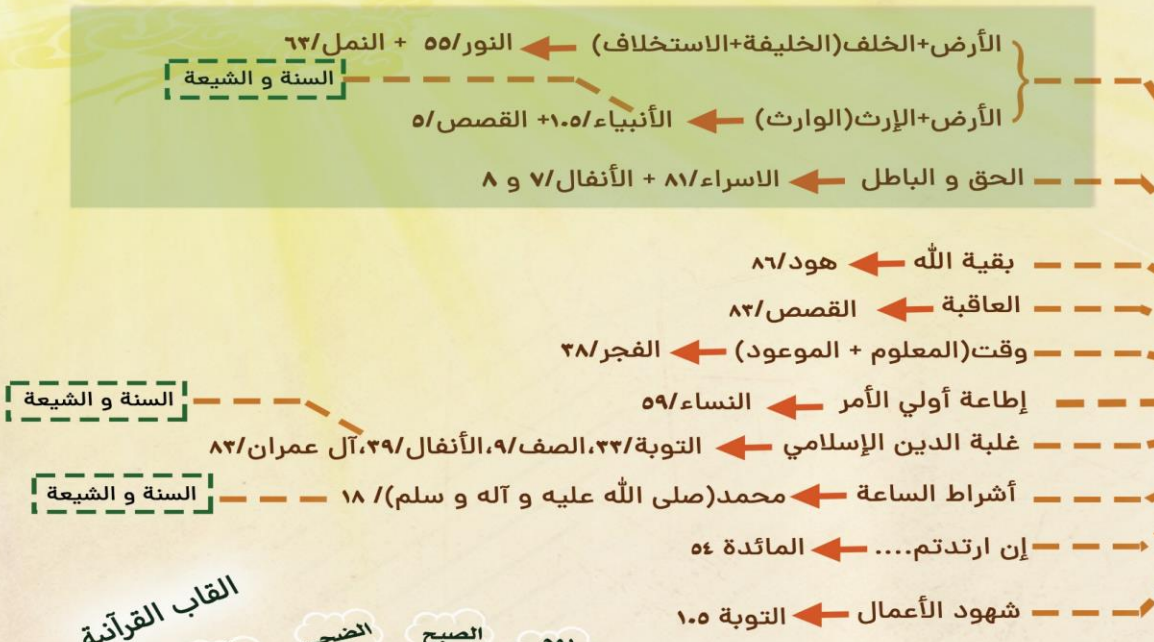 الأرض+الخلف(الخليفة+الاستخلاف) النور/٥٥ + النمل/٦٣
السنة و الشيعة
الأرض+الإرث(الوارث) الأنبياء/١٠٥+ القصص/٥
الحق و الباطل الاسراء/٨١ + الأنفال/٧ و ٨
بقية الله هود/٨٦
العاقبة القصص/٨٣
وقت(المعلوم + الموعود) الفجر/٣٨
إطاعة أولي الأمر النساء/٥٩
السنة و الشيعة
غلبة الدين الإسلامي التوبة/٣٣،الصف/٩،الأنفال/٣٩،آل عمران/٨٣
أشراط الساعة محمد(صلى الله عليه و آله و سلم)/ ١٨
السنة و الشيعة
إن ارتدتم.... المائدة ٥٤
شهود الأعمال التوبة ١٠٥
القاب القرآنية
الصبح